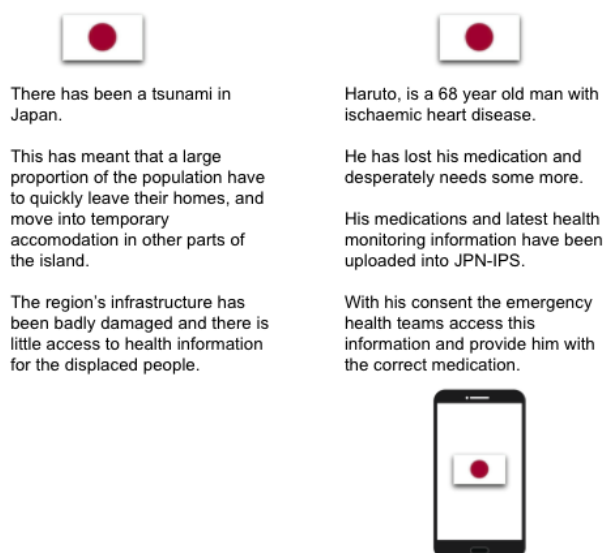 There has been a tsunami in
Japan.
This has meant that a large
proportion of the population have
to quickly leave their homes, and
move into temporary
accomodation in other parts of
the island.
The region's infrastructure has
been badly damaged and there is
little access to health information
for the displaced people.
Haruto, is a 68 year old man with
ischaemic heart disease.
He has lost his medication and
desperately needs some more.
His medications and latest health
monitoring information have been
uploaded into JPN-IPS.
With his consent the emergency
health teams access this
information and provide him with
the correct medication.